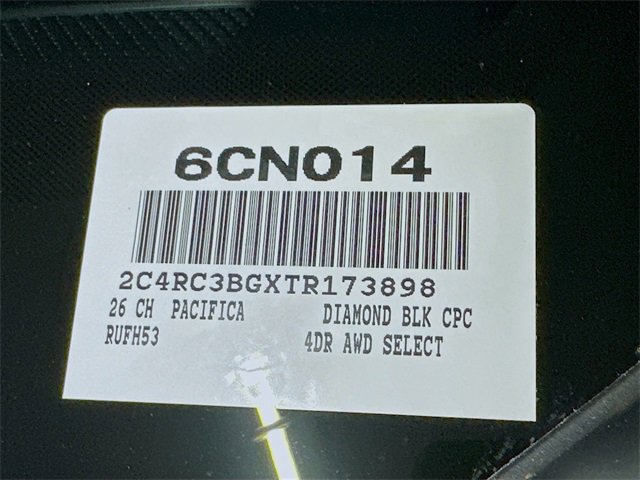 6CN014
2C4RC3BGXTR173898
26 CH PACIFICA DIAMOND BLK CPC
RUFH53 4DR AWD SELECT